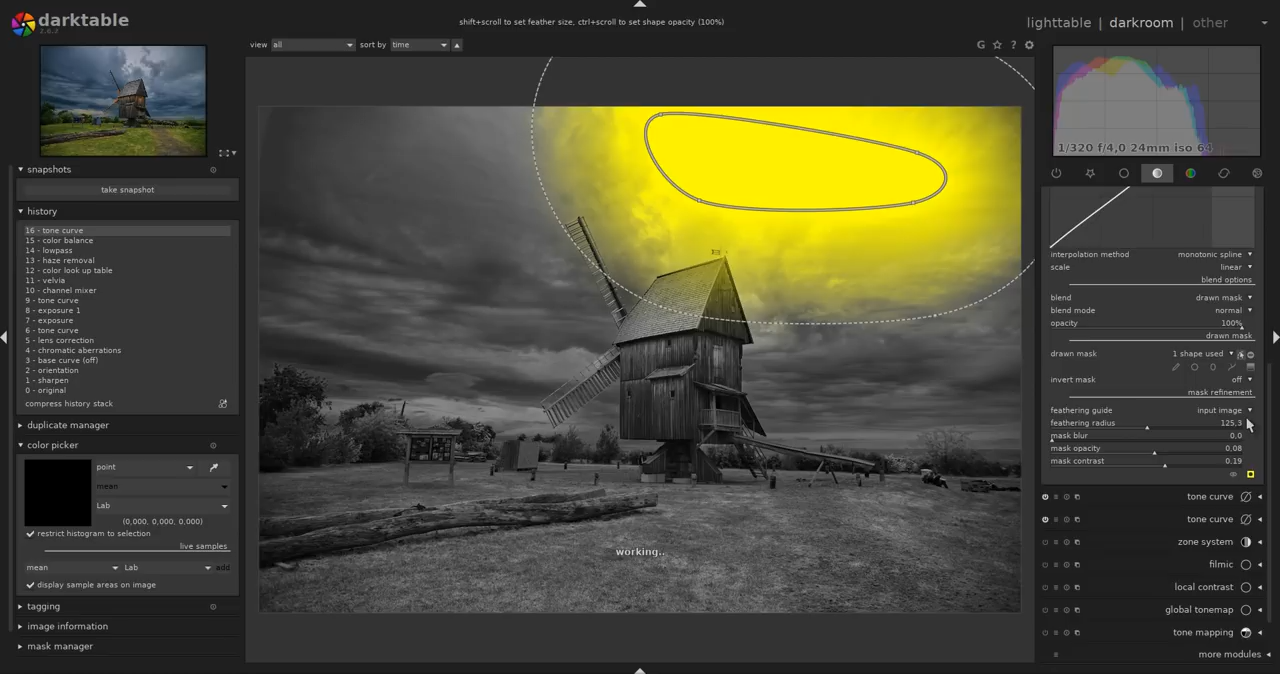 darktable
2.6.2
shift+scroll to set feather size, ctrl+scroll to set shape opacity (100%)
lighttable | darkroom | other
view all sort by time
G ?
1/320 f/4,0 24mm iso 64
snapshots
take snapshot
history
16 - tone curve
15 - color balance
14 - lowpass
13 - haze removal
12 - color look up table
11 - velvia
10 - channel mixer
9 - tone curve
8 - exposure 1
7 - exposure
6 - tone curve
5 - lens correction
4 - chromatic aberrations
3 - base curve (off)
2 - orientation
1 - sharpen
0 - original
compress history stack
duplicate manager
color picker
point
mean
Lab
(0,000, 0,000, 0,000)
restrict histogram to selection
live samples
mean Lab add
display sample areas on image
tagging
image information
mask manager
working..
interpolation method monotonic spline
scale linear
blend options
blend drawn mask
blend mode normal
opacity 100%
drawn mask
drawn mask 1 shape used
invert mask off
mask refinement
feathering guide input image
feathering radius 125,3
mask blur 0,0
mask opacity 0,08
mask contrast 0,19
tone curve
tone curve
zone system
filmic
local contrast
global tonemap
tone mapping
more modules